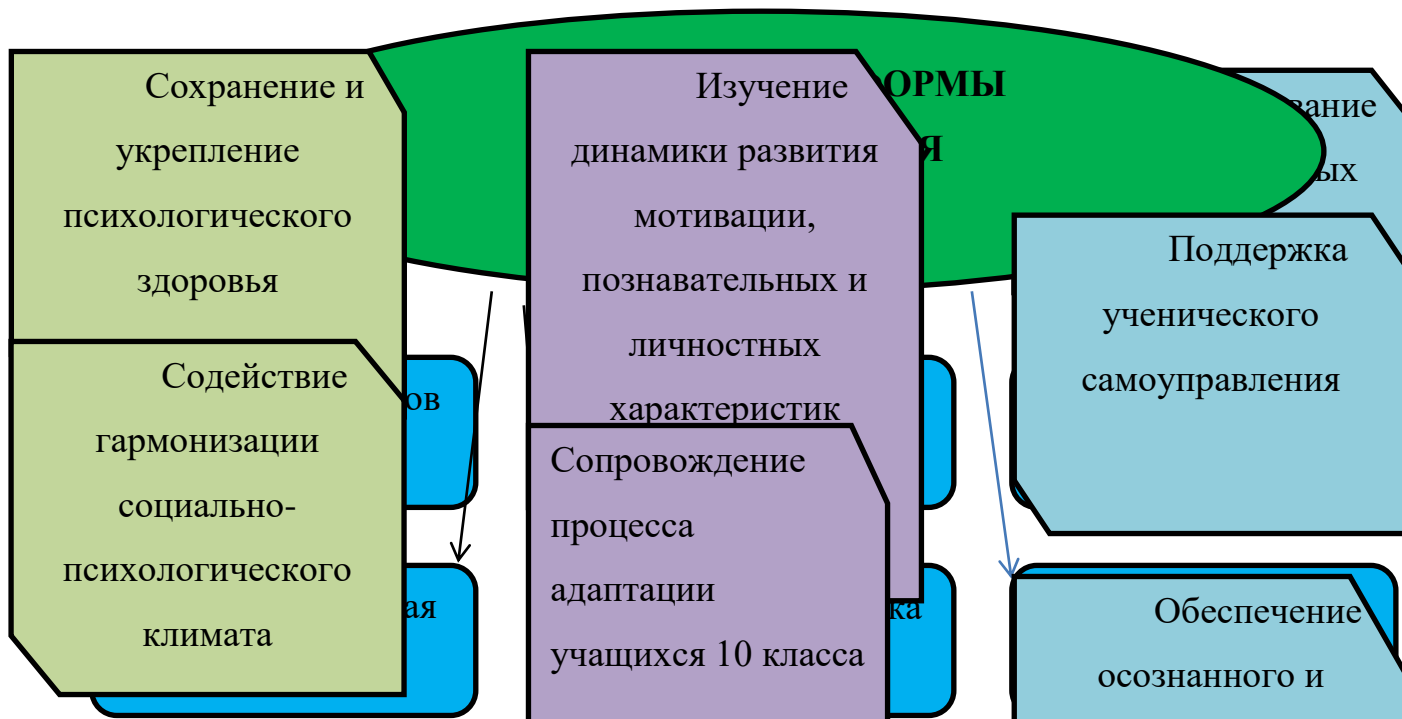 Сохранение и
укрепление
психологического
здоровья
Содействие
гармонизации
социально-
психологического
климата
Изучение
динамики развития
мотивации,
познавательных и
личностных
характеристик
Сопровождение
процесса
адаптации
учащихся 10 класса
Поддержка
ученического
самоуправления
Обеспечение
осознанного и